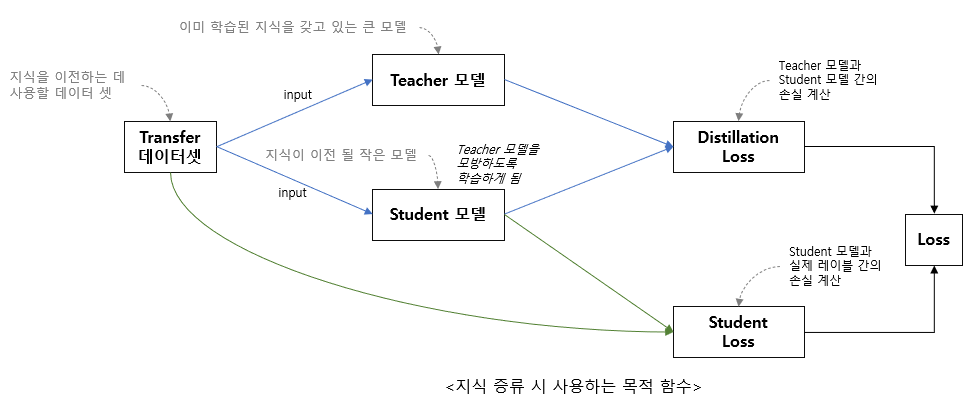 이미 학습된 지식을 갖고 있는 큰 모델
지식을 이전하는 데
사용할 데이터 셋
Teacher 모델
Teacher 모델과
Student 모델 간의
손실 계산
input
Transfer
데이터셋
Distillation
Loss
지식이 이전 될 작은 모델
Teacher 모델을
모방하도록
학습하게 됨
input
Student 모델
Loss
Student 모델과
실제 레이블 간의
손실 계산
Student
Loss
<지식 증류 시 사용하는 목적 함수>